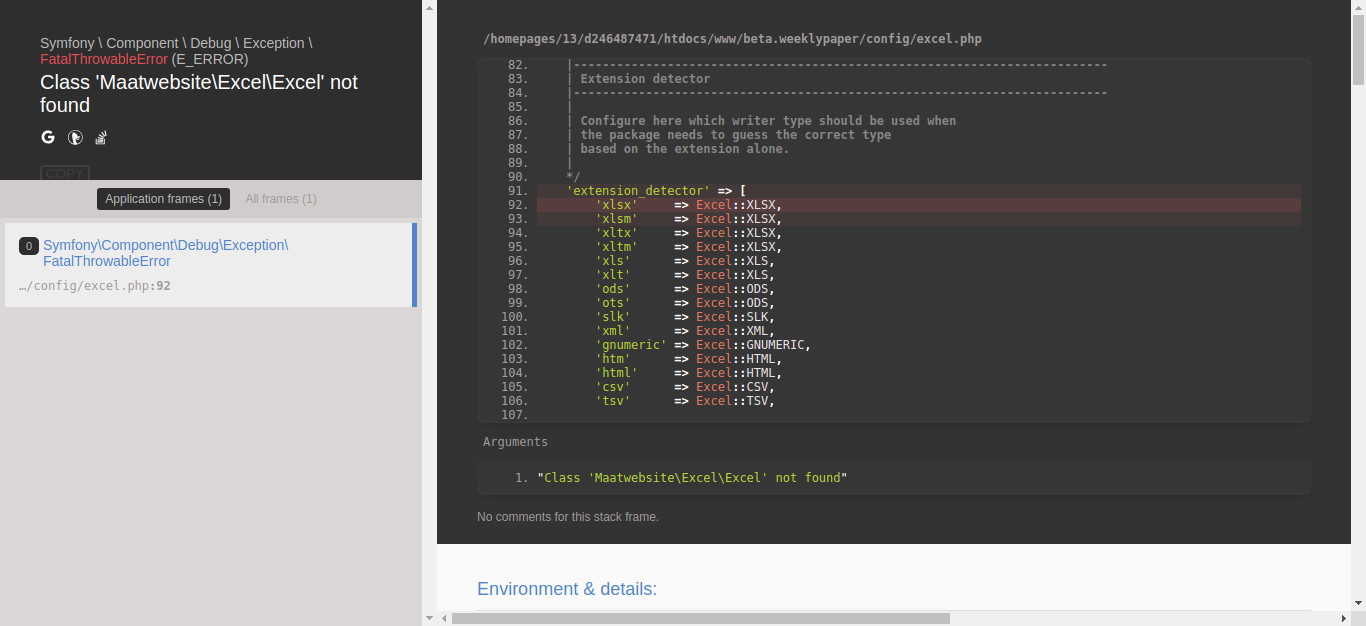 Symfony \ Component \ Debug \ Exception \
FatalThrowableError (E_ERROR)
Class 'Maatwebsite\Excel\Excel' not
found
COPY
Application frames (1) All frames (1)
0 Symfony\Component\Debug\Exception\
FatalThrowableError
…/config/excel.php:92
/homepages/13/d246487471/htdocs/www/beta.weeklypaper/config/excel.php
82. |--------------------------------------------------------------------------
83. | Extension detector
84. |--------------------------------------------------------------------------
85. |
86. | Configure here which writer type should be used when
87. | the package needs to guess the correct type
88. | based on the extension alone.
89. |
90. */
91. 'extension_detector' => [
92. 'xlsx' => Excel::XLSX,
93. 'xlsm' => Excel::XLSX,
94. 'xltx' => Excel::XLSX,
95. 'xltm' => Excel::XLSX,
96. 'xls' => Excel::XLS,
97. 'xlt' => Excel::XLS,
98. 'ods' => Excel::ODS,
99. 'ots' => Excel::ODS,
100. 'slk' => Excel::SLK,
101. 'xml' => Excel::XML,
102. 'gnumeric' => Excel::GNUMERIC,
103. 'htm' => Excel::HTML,
104. 'html' => Excel::HTML,
105. 'csv' => Excel::CSV,
106. 'tsv' => Excel::TSV,
107.
Arguments
1. "Class 'Maatwebsite\Excel\Excel' not found"
No comments for this stack frame.
Environment & details: